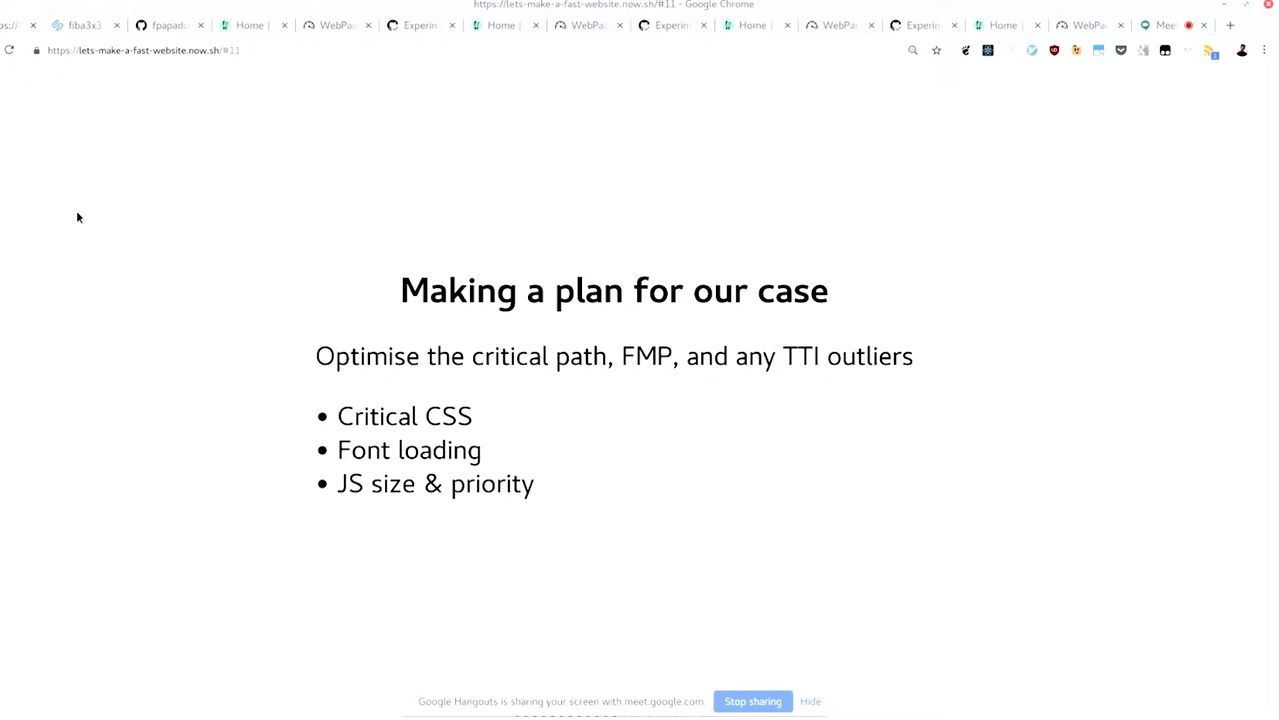 https://lets-make-a-fast-website.now.sh/#11 - Google Chrome
fiba3x3 fpapado Home | WebPa Experim Home | WebPa Experim Home | WebPa Experim Home | WebPa Mee
https://lets-make-a-fast-website.now.sh/#11
Making a plan for our case
Optimise the critical path, FMP, and any TTI outliers
• Critical CSS
• Font loading
• JS size & priority
Google Hangouts is sharing your screen with meet.google.com. Stop sharing Hide